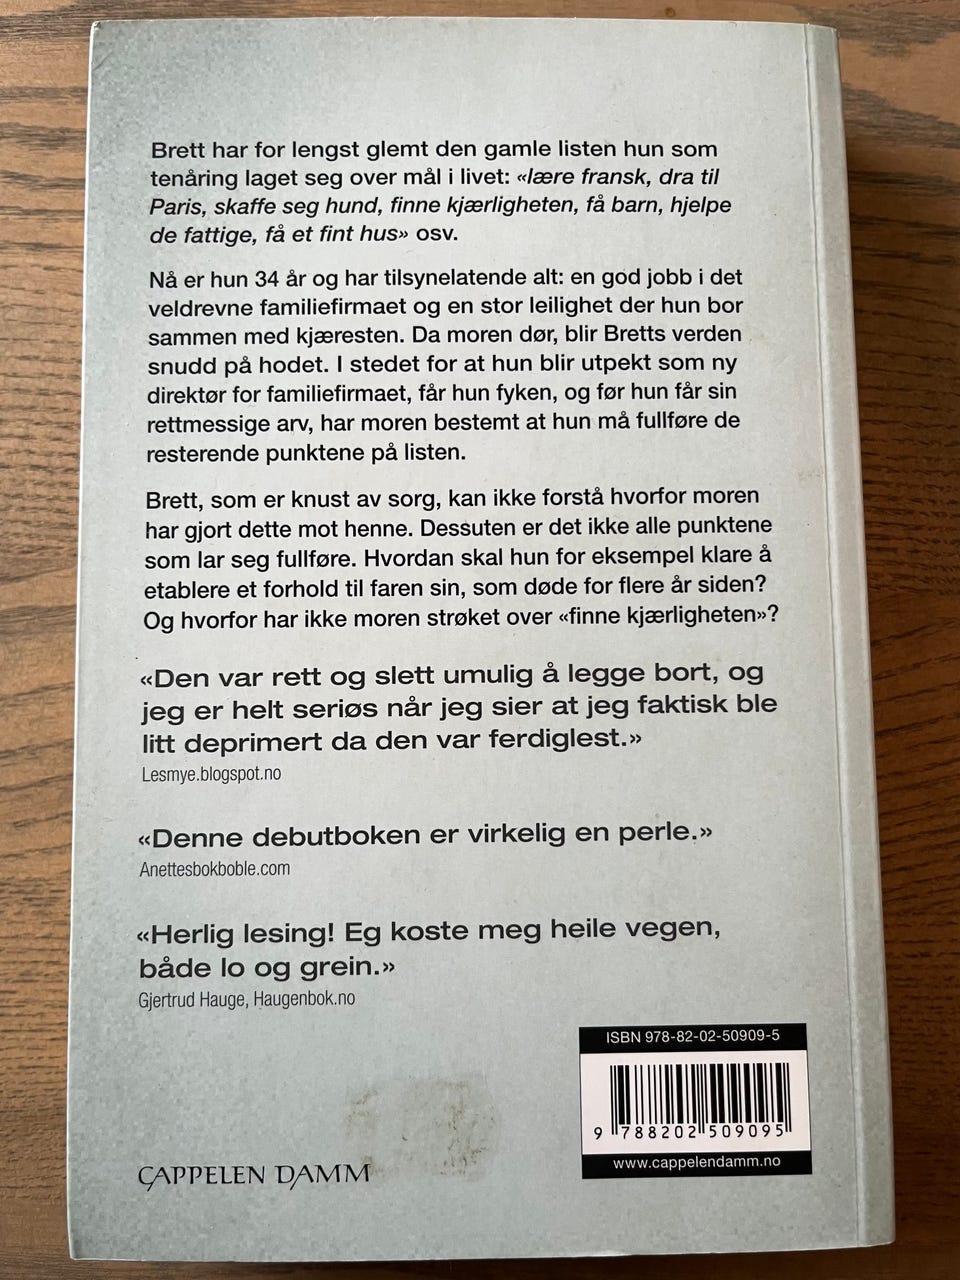 Brett har for lengst glemt den gamle listen hun som
tenåring laget seg over mål i livet: «lære fransk, dra til
Paris, skaffe seg hund, finne kjærligheten, få barn, hjelpe
de fattige, få et fint hus» osv.
Nå er hun 34 år og har tilsynelatende alt: en god jobb i det
veldrevne familiefirmaet og en stor leilighet der hun bor
sammen med kjæresten. Da moren dør, blir Bretts verden
snudd på hodet. I stedet for at hun blir utpekt som ny
direktør for familiefirmaet, får hun fyken, og før hun får sin
rettmessige arv, har moren bestemt at hun må fullføre de
resterende punktene på listen.
Brett, som er knust av sorg, kan ikke forstå hvorfor moren
har gjort dette mot henne. Dessuten er det ikke alle punktene
som lar seg fullføre. Hvordan skal hun for eksempel klare å
etablere et forhold til faren sin, som døde for flere år siden?
Og hvorfor har ikke moren strøket over «finne kjærligheten»?
«Den var rett og slett umulig å legge bort, og
jeg er helt seriøs når jeg sier at jeg faktisk ble
litt deprimert da den var ferdiglest.»
Lesmye.blogspot.no
«Denne debutboken er virkelig en perle.»
Anettesbokboble.com
«Herlig lesing! Eg koste meg heile vegen,
både lo og grein.»
Gjertrud Hauge, Haugenbok.no
ISBN 978-82-02-50909-5
9 788202 509095
www.cappelendamm.no
CAPPELEN DAMM